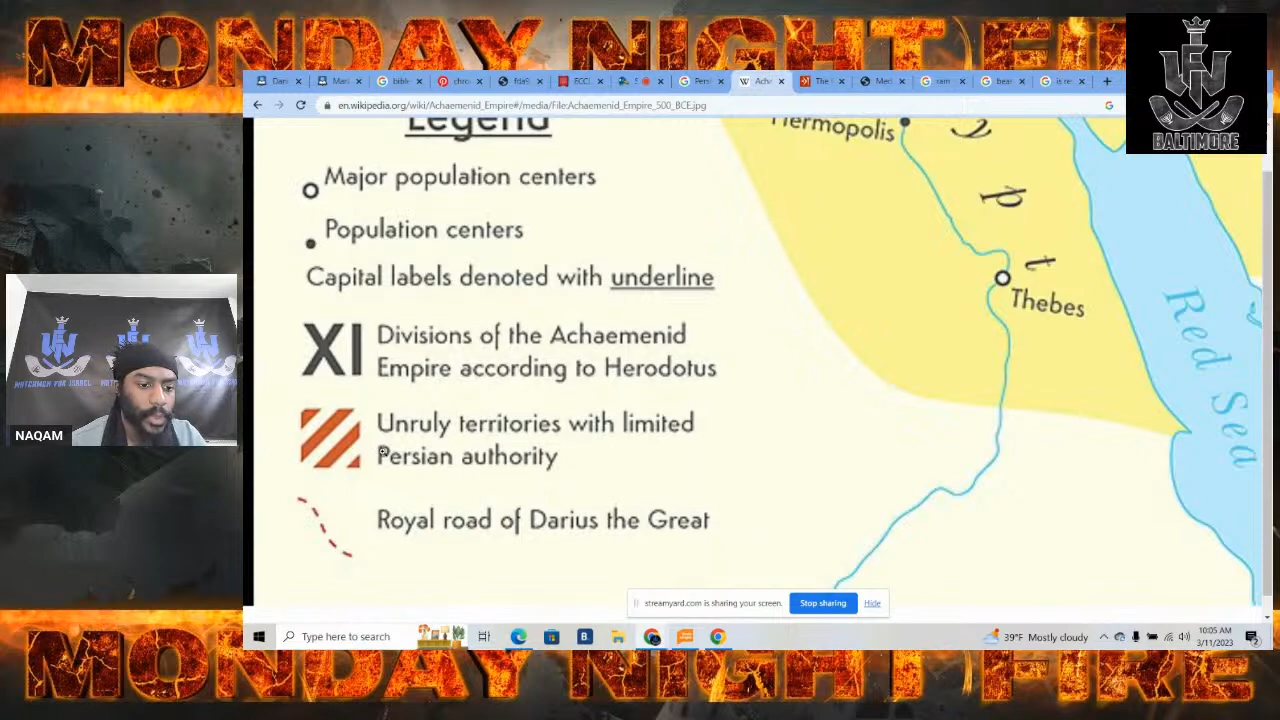 MONDAY NIGHT FIRE
BALTIMORE
en.wikipedia.org/wiki/Achaemenid_Empire#/media/File:Achaemenid_Empire_500_BCE.jpg
Legend
Major population centers
Population centers
Capital labels denoted with underline
XI
Divisions of the Achaemenid
Empire according to Herodotus
Unruly territories with limited
Persian authority
Royal road of Darius the Great
Hermopolis
y p t
Thebes
Red Sea
WATCHMEN FOR ISRAEL
NAQAM
streamyard.com is sharing your screen.
Stop sharing
Hide
Type here to search
39°F Mostly cloudy
10:05 AM
3/11/2023
MONDAY NIGHT FIRE